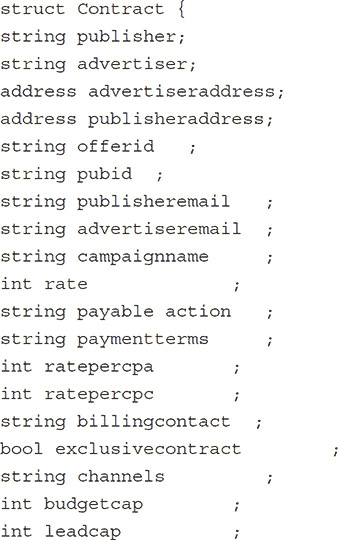 struct Contract {
string publisher;
string advertiser;
address advertiseraddress;
address publisheraddress;
string offerid   ;
string pubid  ;
string publisheremail   ;
string advertiseremail  ;
string campaignname     ;
int rate             ;
string payable action   ;
string paymentterms     ;
int ratepercpa       ;
int ratepercpc       ;
string billingcontact  ;
bool exclusivecontract        ;
string channels         ;
int budgetcap        ;
int leadcap          ;